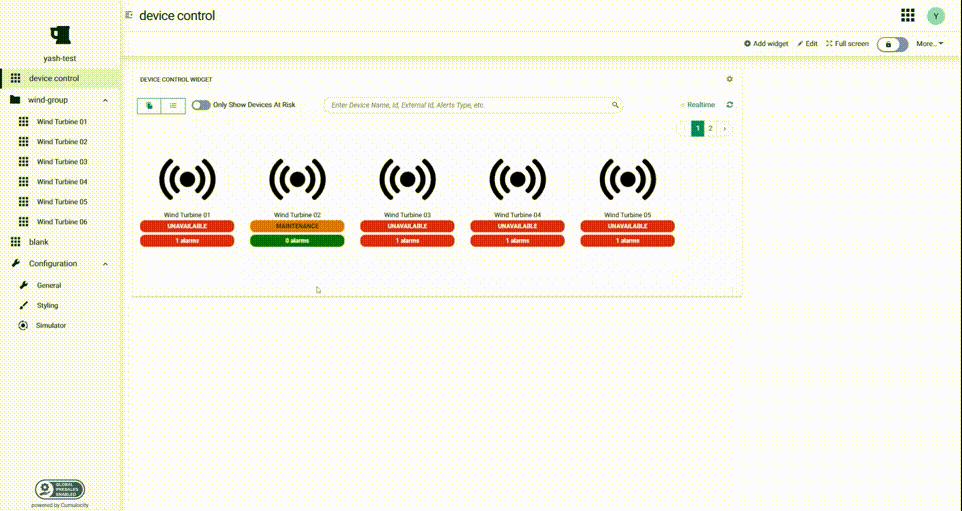 device control
Y
yash-test
Add widget
Edit
Full screen
More...
device control
wind-group
Wind Turbine 01
Wind Turbine 02
Wind Turbine 03
Wind Turbine 04
Wind Turbine 05
Wind Turbine 06
blank
Configuration
General
Styling
Simulator
GLOBAL
PRESALES
ENABLED
powered by Cumulocity
DEVICE CONTROL WIDGET
Only Show Devices At Risk
Enter Device Name, Id, External Id, Alerts Type, etc.
Realtime
1 2 ›
Wind Turbine 01
UNAVAILABLE
1 alarms
Wind Turbine 02
MAINTENANCE
0 alarms
Wind Turbine 03
UNAVAILABLE
1 alarms
Wind Turbine 04
UNAVAILABLE
1 alarms
Wind Turbine 05
UNAVAILABLE
1 alarms